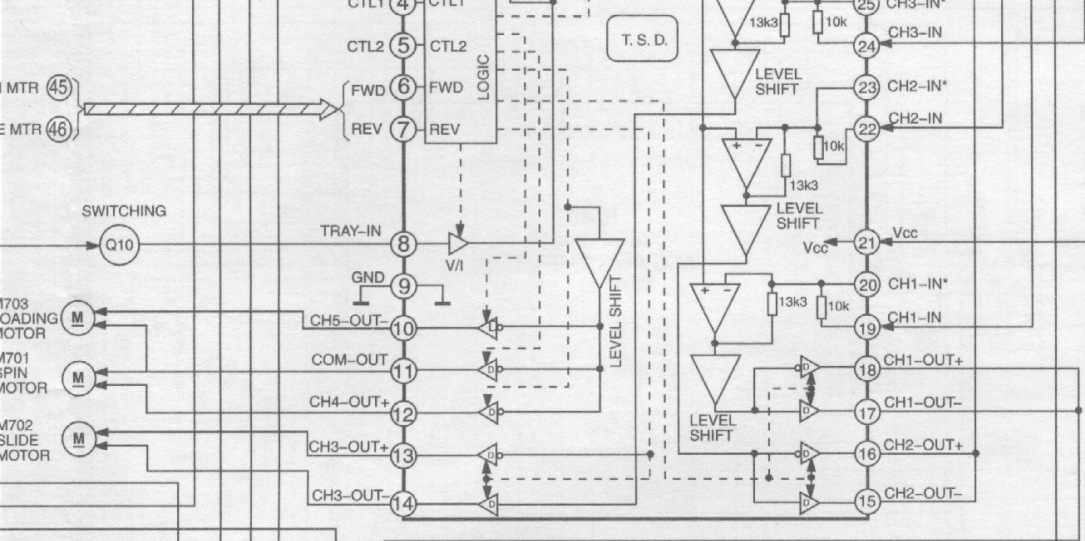 CTL1 4 CTL1
CTL2 5 CTL2
MTR 45
FWD 6 FWD
E MTR 46
REV 7 REV
LOGIC
T. S. D.
13k3
10k
25 CH3–IN*
24 CH3–IN
LEVEL
SHIFT
23 CH2–IN*
22 CH2–IN
+ –
10k
13k3
LEVEL
SHIFT
SWITCHING
Q10
TRAY–IN 8
V/I
Vcc
21 Vcc
GND 9
20 CH1–IN*
+ –
13k3
10k
19 CH1–IN
LEVEL SHIFT
M703
OADING
MOTOR
M
CH5–OUT– 10
D
COM–OUT 11
D
M701
SPIN
MOTOR
M
CH4–OUT+ 12
D
M702
SLIDE
MOTOR
M
CH3–OUT+ 13
D
CH3–OUT– 14
D
D
18 CH1–OUT+
D
17 CH1–OUT–
LEVEL
SHIFT
D
16 CH2–OUT+
D
15 CH2–OUT–